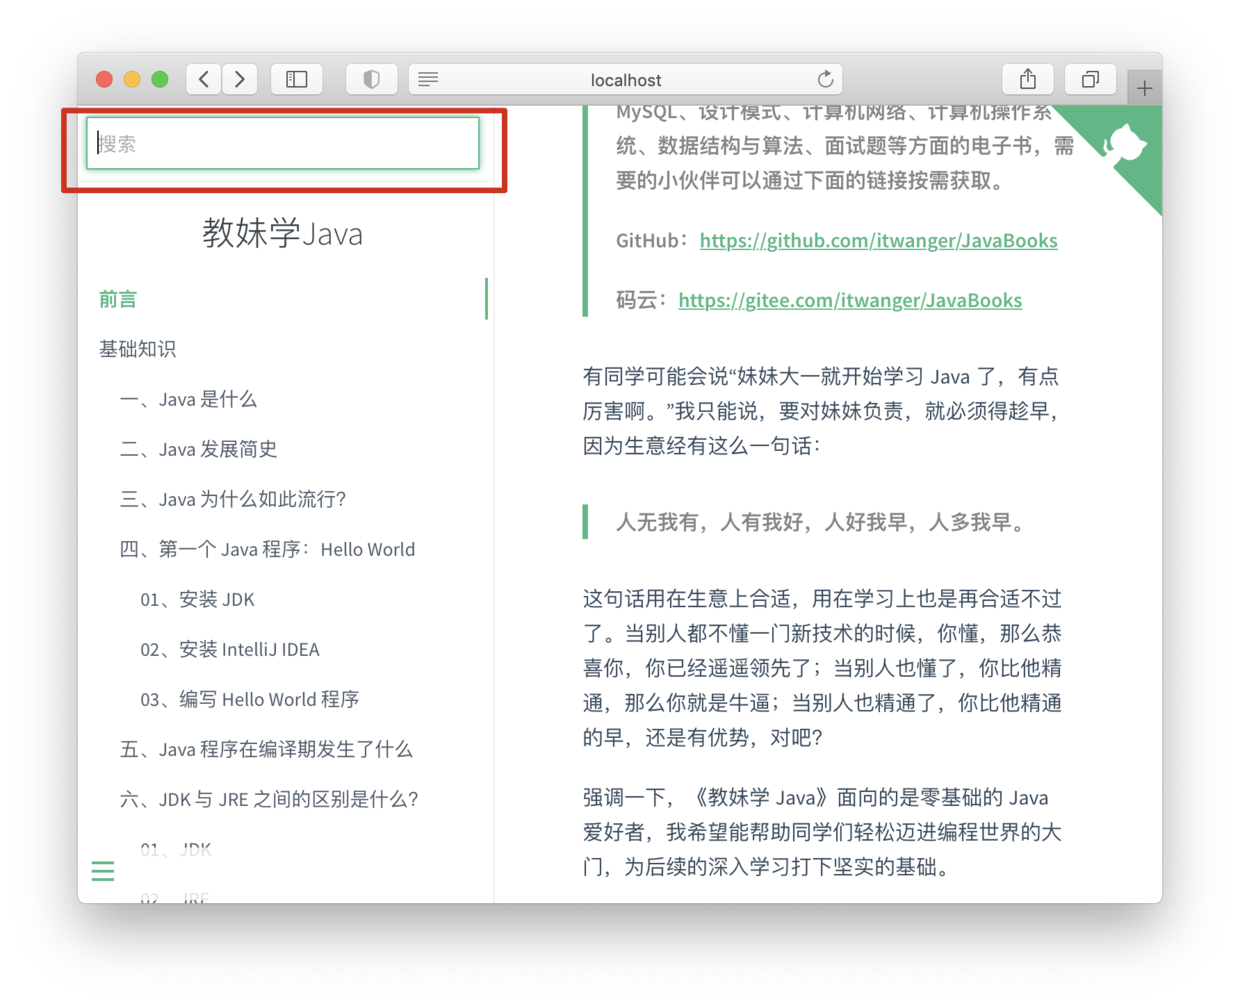 localhost
搜索
教妹学Java
前言
基础知识
一、Java 是什么
二、Java 发展简史
三、Java 为什么如此流行?
四、第一个 Java 程序：Hello World
01、安装 JDK
02、安装 IntelliJ IDEA
03、编写 Hello World 程序
五、Java 程序在编译期发生了什么
六、JDK 与 JRE 之间的区别是什么?
01、JDK
02、JRE
MySQL、设计模式、计算机网络、计算机操作系
统、数据结构与算法、面试题等方面的电子书，需
要的小伙伴可以通过下面的链接按需获取。
GitHub：https://github.com/itwanger/JavaBooks
码云：https://gitee.com/itwanger/JavaBooks
有同学可能会说“妹妹大一就开始学习 Java 了，有点
厉害啊。”我只能说，要对妹妹负责，就必须得趁早，
因为生意经有这么一句话：
人无我有，人有我好，人好我早，人多我早。
这句话用在生意上合适，用在学习上也是再合适不过
了。当别人都不懂一门新技术的时候，你懂，那么恭
喜你，你已经遥遥领先了；当别人也懂了，你比他精
通，那么你就是牛逼；当别人也精通了，你比他精通
的早，还是有优势，对吧?
强调一下，《教妹学 Java》面向的是零基础的 Java
爱好者，我希望能帮助同学们轻松迈进编程世界的大
门，为后续的深入学习打下坚实的基础。